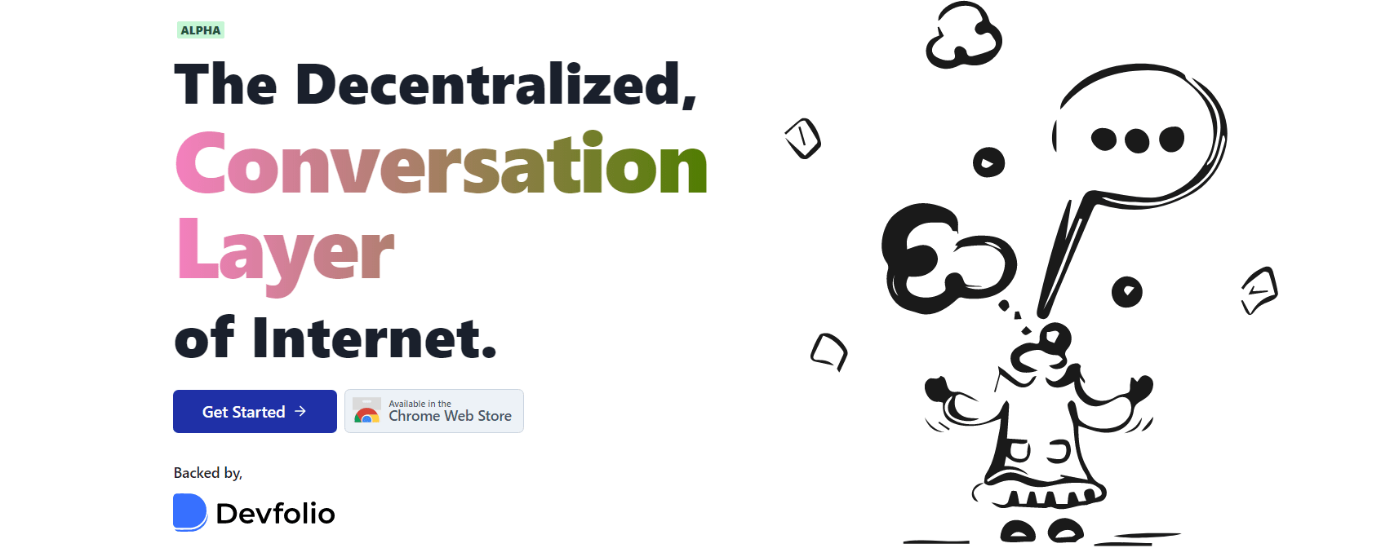 ALPHA
The Decentralized,
Conversation
Layer
of Internet.
Get Started →
Available in the
Chrome Web Store
Backed by,
Devfolio